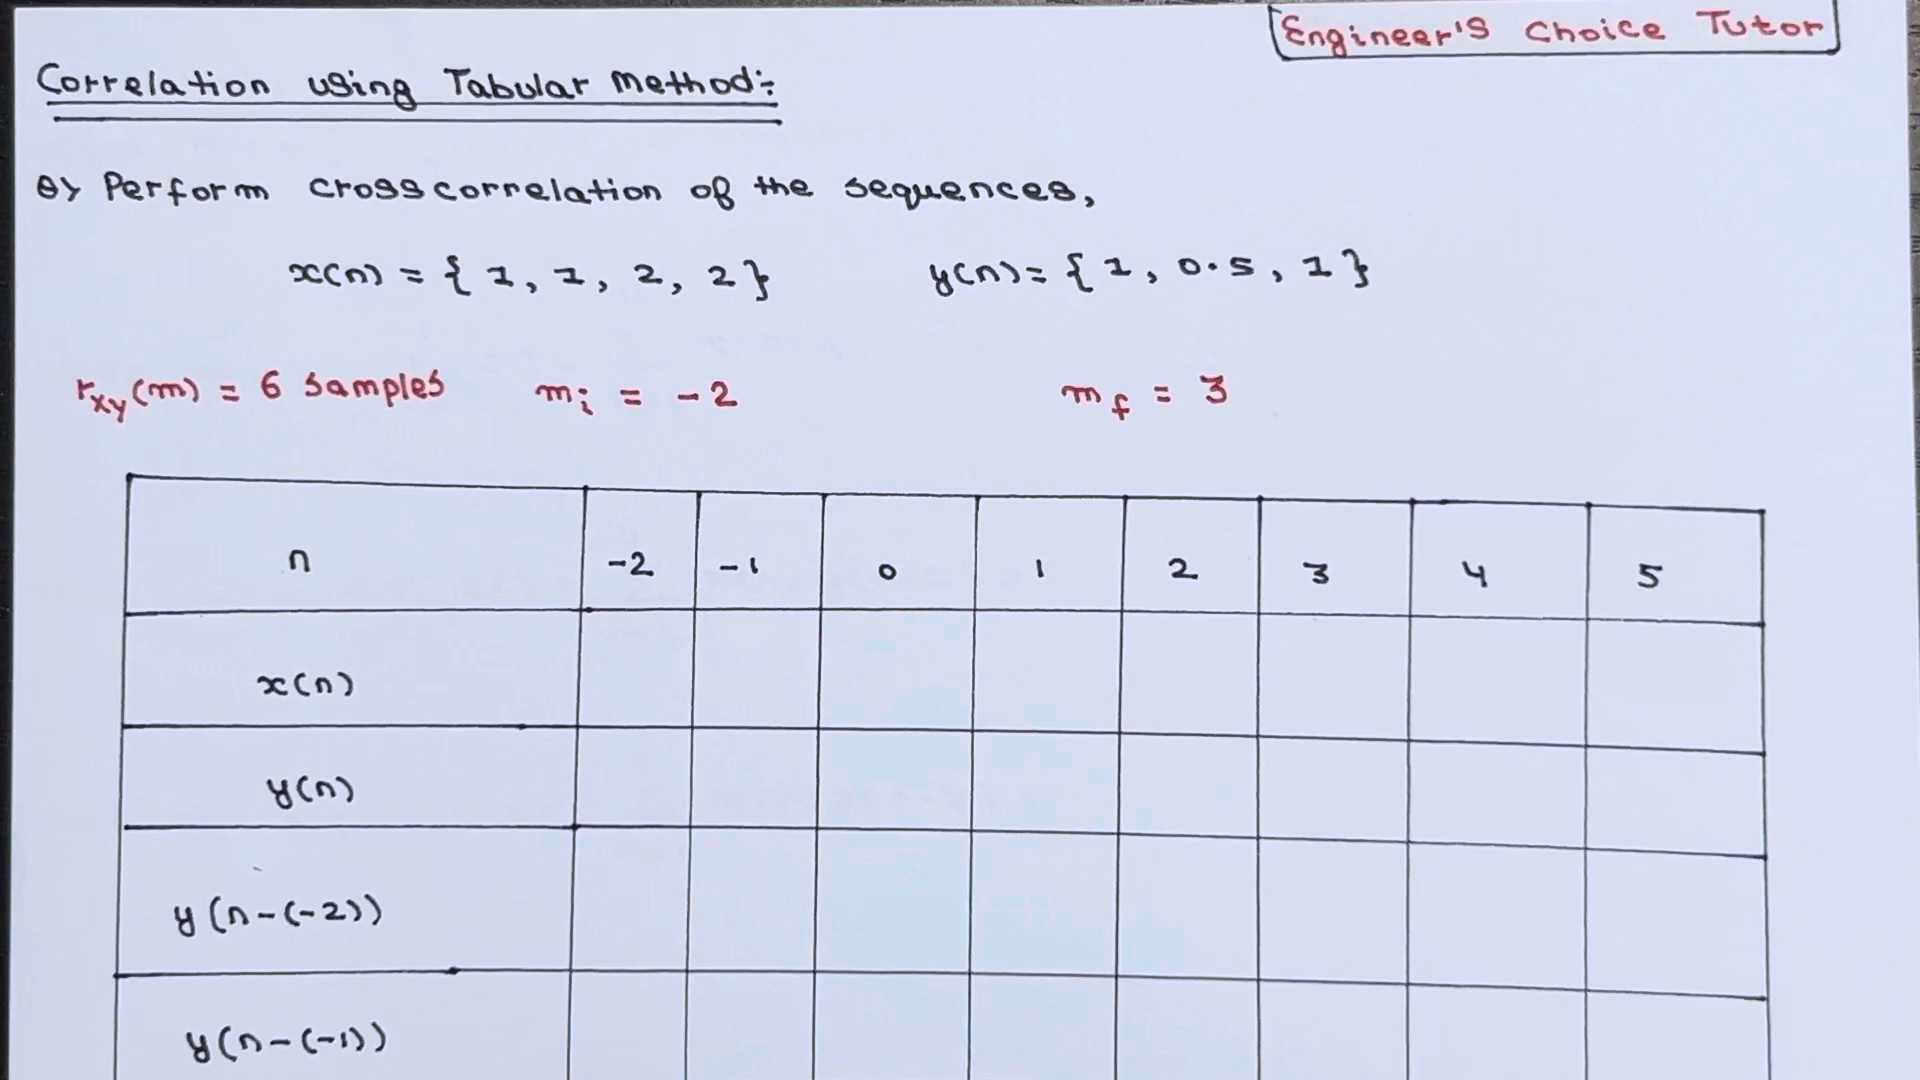 Engineer's Choice Tutor
Correlation using Tabular Method:
Q> Perform crosscorrelation of the sequences,
x(n) = { 1, 1, 2, 2 } y(n) = { 1, 0.5, 1 }
rxy(m) = 6 samples mi = -2 mf = 3
n -2 -1 0 1 2 3 4 5
x(n)
y(n)
y(n-(-2))
y(n-(-1))